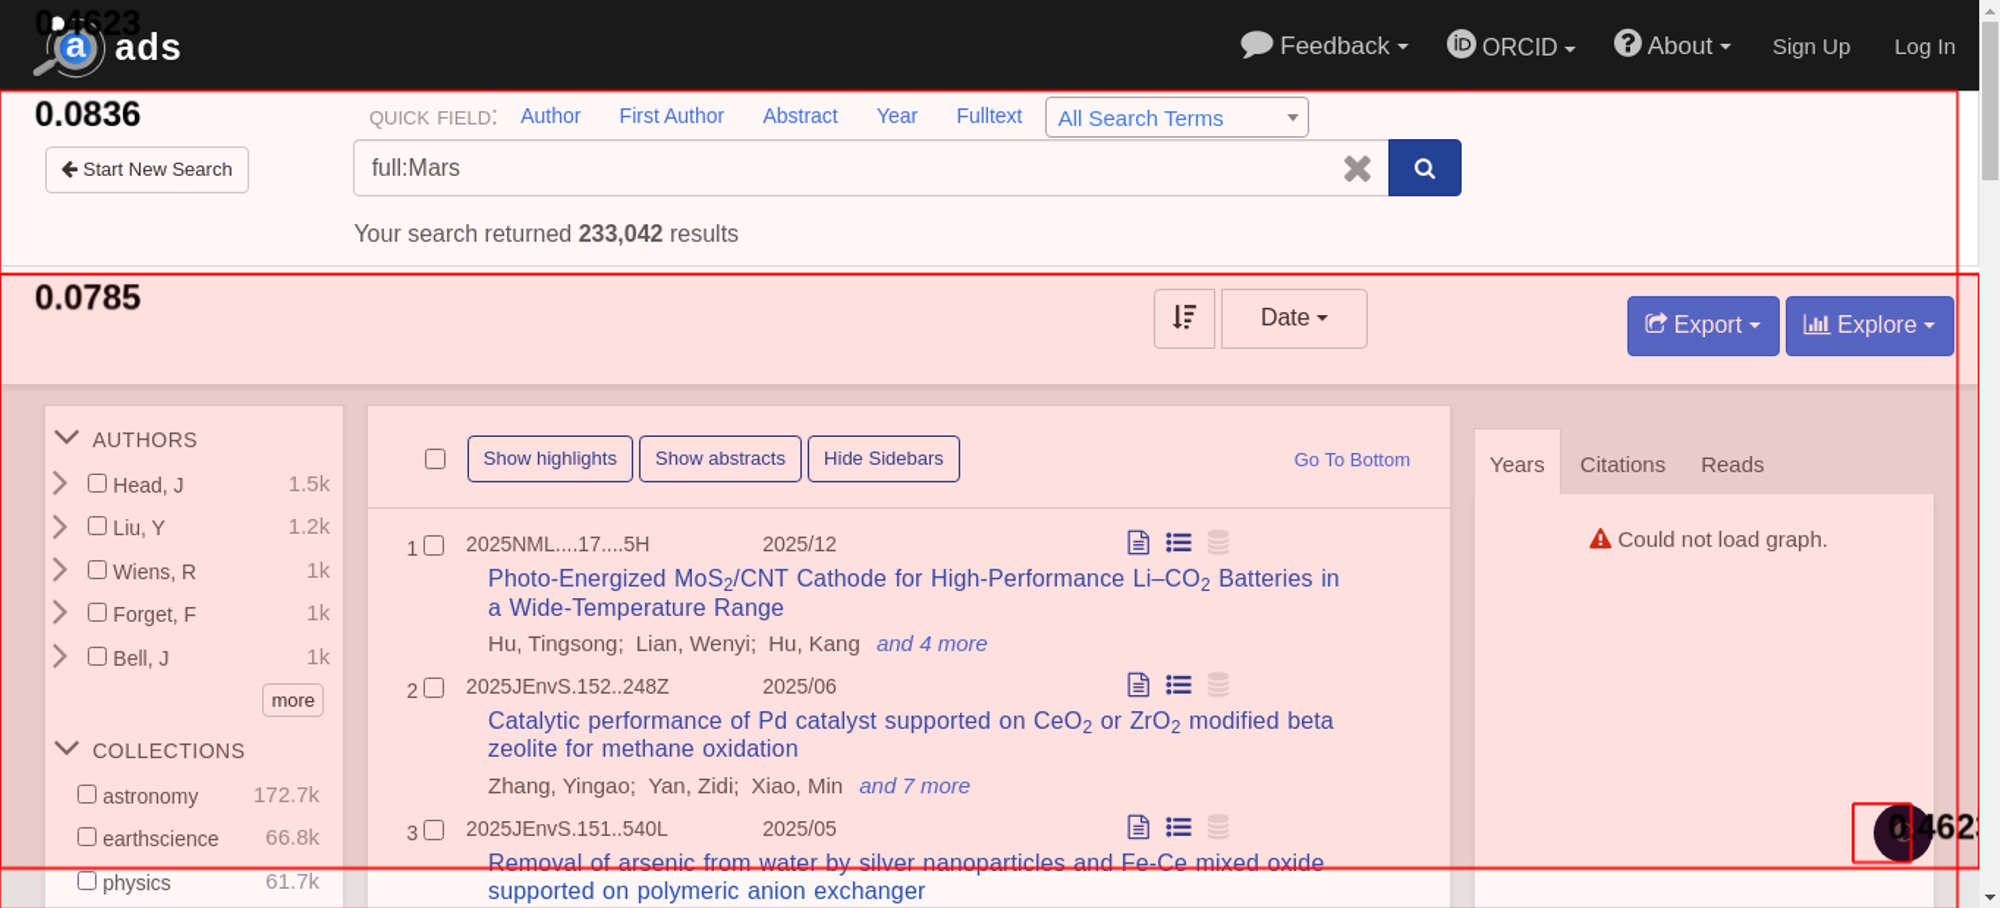 0.4623
a ads
Feedback ORCID About Sign Up Log In
0.0836
QUICK FIELD: Author First Author Abstract Year Fulltext All Search Terms
Start New Search
full:Mars
Your search returned 233,042 results
0.0785
Date
Export Explore
AUTHORS
Head, J 1.5k
Liu, Y 1.2k
Wiens, R 1k
Forget, F 1k
Bell, J 1k
more
COLLECTIONS
astronomy 172.7k
earthscience 66.8k
physics 61.7k
Show highlights Show abstracts Hide Sidebars Go To Bottom
1 2025NML....17....5H 2025/12
Photo-Energized MoS₂/CNT Cathode for High-Performance Li–CO₂ Batteries in
a Wide-Temperature Range
Hu, Tingsong; Lian, Wenyi; Hu, Kang and 4 more
2 2025JEnvS.152..248Z 2025/06
Catalytic performance of Pd catalyst supported on CeO₂ or ZrO₂ modified beta
zeolite for methane oxidation
Zhang, Yingao; Yan, Zidi; Xiao, Min and 7 more
3 2025JEnvS.151..540L 2025/05
Removal of arsenic from water by silver nanoparticles and Fe-Ce mixed oxide
supported on polymeric anion exchanger
Years Citations Reads
Could not load graph.
0.462